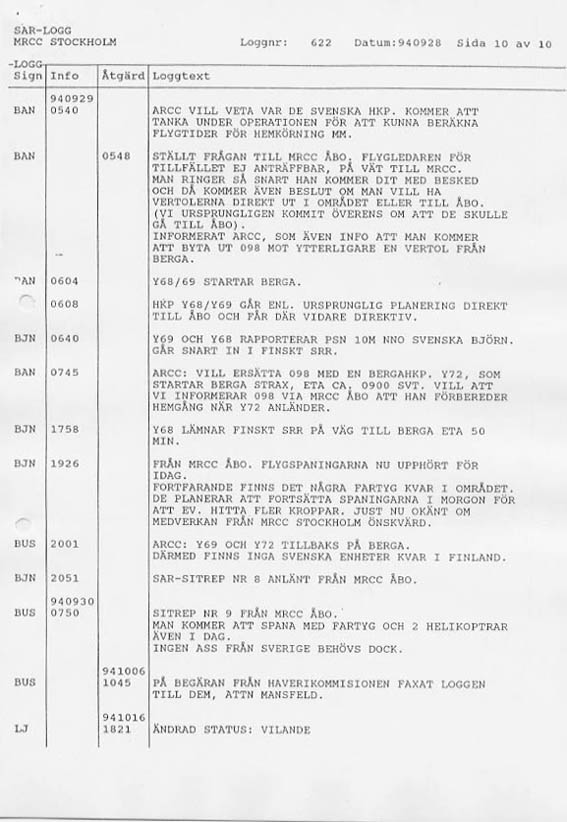 SAR-LOGG
MRCC STOCKHOLM Loggnr: 622 Datum:940928 Sida 10 av 10
-LOGG
Sign Info Åtgärd Loggtext
940929
BAN 0540 ARCC VILL VETA VAR DE SVENSKA HKP. KOMMER ATT
TANKA UNDER OPERATIONEN FÖR ATT KUNNA BERÄKNA
FLYGTIDER FÖR HEMKÖRNING MM.
BAN 0548 STÄLLT FRÅGAN TILL MRCC ÅBO. FLYGLEDAREN FÖR
TILLFÄLLET EJ ANTRÄFFBAR, PÅ VÄT TILL MRCC.
MAN RINGER SÅ SNART HAN KOMMER DIT MED BESKED
OCH DÅ KOMMER ÄVEN BESLUT OM MAN VILL HA
VERTOLERNA DIREKT UT I OMRÅDET ELLER TILL ÅBO.
(VI URSPRUNGLIGEN KOMMIT ÖVERENS OM ATT DE SKULLE
GÅ TILL ÅBO).
INFORMERAT ARCC, SOM ÄVEN INFO ATT MAN KOMMER
ATT BYTA UT 098 MOT YTTERLIGARE EN VERTOL FRÅN
BERGA.
BAN 0604 Y68/69 STARTAR BERGA.
0608 HKP Y68/Y69 GÅR ENL. URSPRUNGLIG PLANERING DIREKT
TILL ÅBO OCH FÅR DÄR VIDARE DIREKTIV.
BJN 0640 Y69 OCH Y68 RAPPORTERAR PSN 10M NNO SVENSKA BJÖRN.
GÅR SNART IN I FINSKT SRR.
BAN 0745 ARCC: VILL ERSÄTTA 098 MED EN BERGAHKP. Y72, SOM
STARTAR BERGA STRAX, ETA CA. 0900 SVT. VILL ATT
VI INFORMERAR 098 VIA MRCC ÅBO ATT HAN FÖRBEREDER
HEMGÅNG NÄR Y72 ANLÄNDER.
BJN 1758 Y68 LÄMNAR FINSKT SRR PÅ VÄG TILL BERGA ETA 50
MIN.
BJN 1926 FRÅN MRCC ÅBO. FLYGSPANINGARNA NU UPPHÖRT FÖR
IDAG.
FORTFARANDE FINNS DET NÅGRA FARTYG KVAR I OMRÅDET.
DE PLANERAR ATT FORTSÄTTA SPANINGARNA I MORGON FÖR
ATT EV. HITTA FLER KROPPAR. JUST NU OKÄNT OM
MEDVERKAN FRÅN MRCC STOCKHOLM ÖNSKVÄRD.
BUS 2001 ARCC: Y69 OCH Y72 TILLBAKS PÅ BERGA.
DÄRMED FINNS INGA SVENSKA ENHETER KVAR I FINLAND.
BJN 2051 SAR-SITREP NR 8 ANLÄNT FRÅN MRCC ÅBO.
940930
BUS 0750 SITREP NR 9 FRÅN MRCC ÅBO.
MAN KOMMER ATT SPANA MED FARTYG OCH 2 HELIKOPTRAR
ÄVEN I DAG.
INGEN ASS FRÅN SVERIGE BEHÖVS DOCK.
941006
BUS 1045 PÅ BEGÄRAN FRÅN HAVERIKOMMISIONEN FAXAT LOGGEN
TILL DEM, ATTN MANSFELD.
941016
LJ 1821 ÄNDRAD STATUS: VILANDE